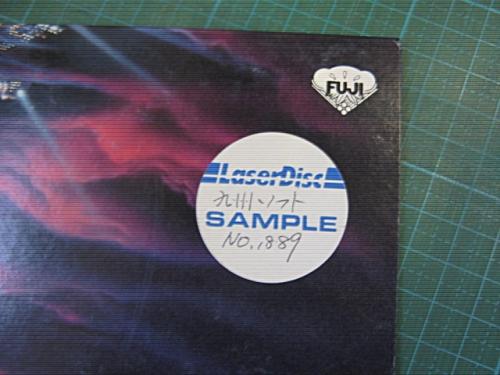 FUJI
LaserDisc
九州ソフト
SAMPLE
NO. 1889